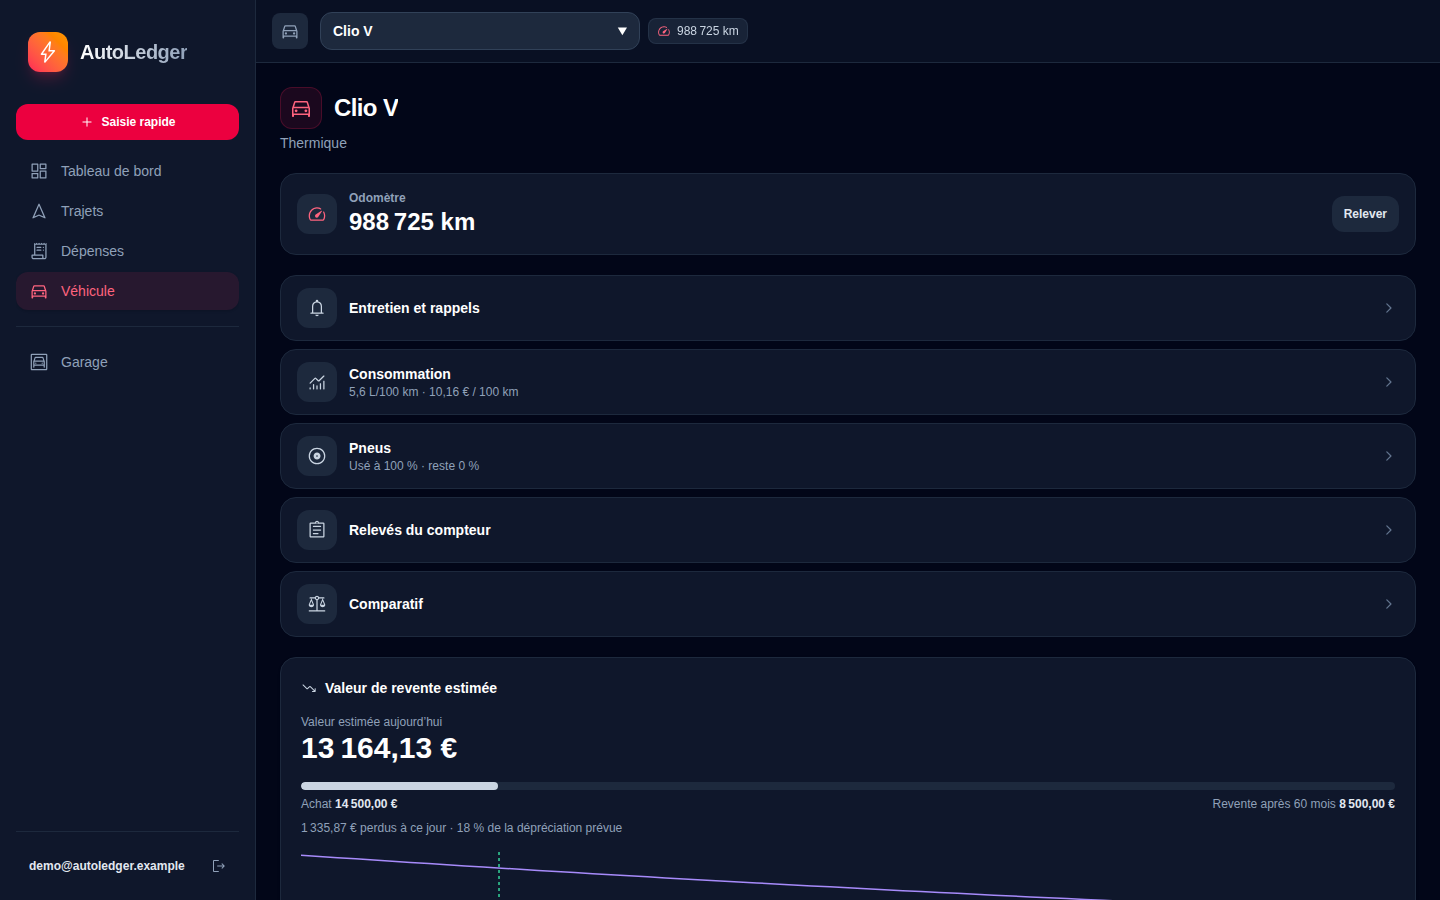 AutoLedger
Saisie rapide
Tableau de bord
Trajets
Dépenses
Véhicule
Garage
demo@autoledger.example
Clio V
988 725 km
Clio V
Thermique
Odomètre
988 725 km
Relever
Entretien et rappels
Consommation
5,6 L/100 km · 10,16 € / 100 km
Pneus
Usé à 100 % · reste 0 %
Relevés du compteur
Comparatif
Valeur de revente estimée
Valeur estimée aujourd’hui
13 164,13 €
Achat 14 500,00 €
Revente après 60 mois 8 500,00 €
1 335,87 € perdus à ce jour · 18 % de la dépréciation prévue